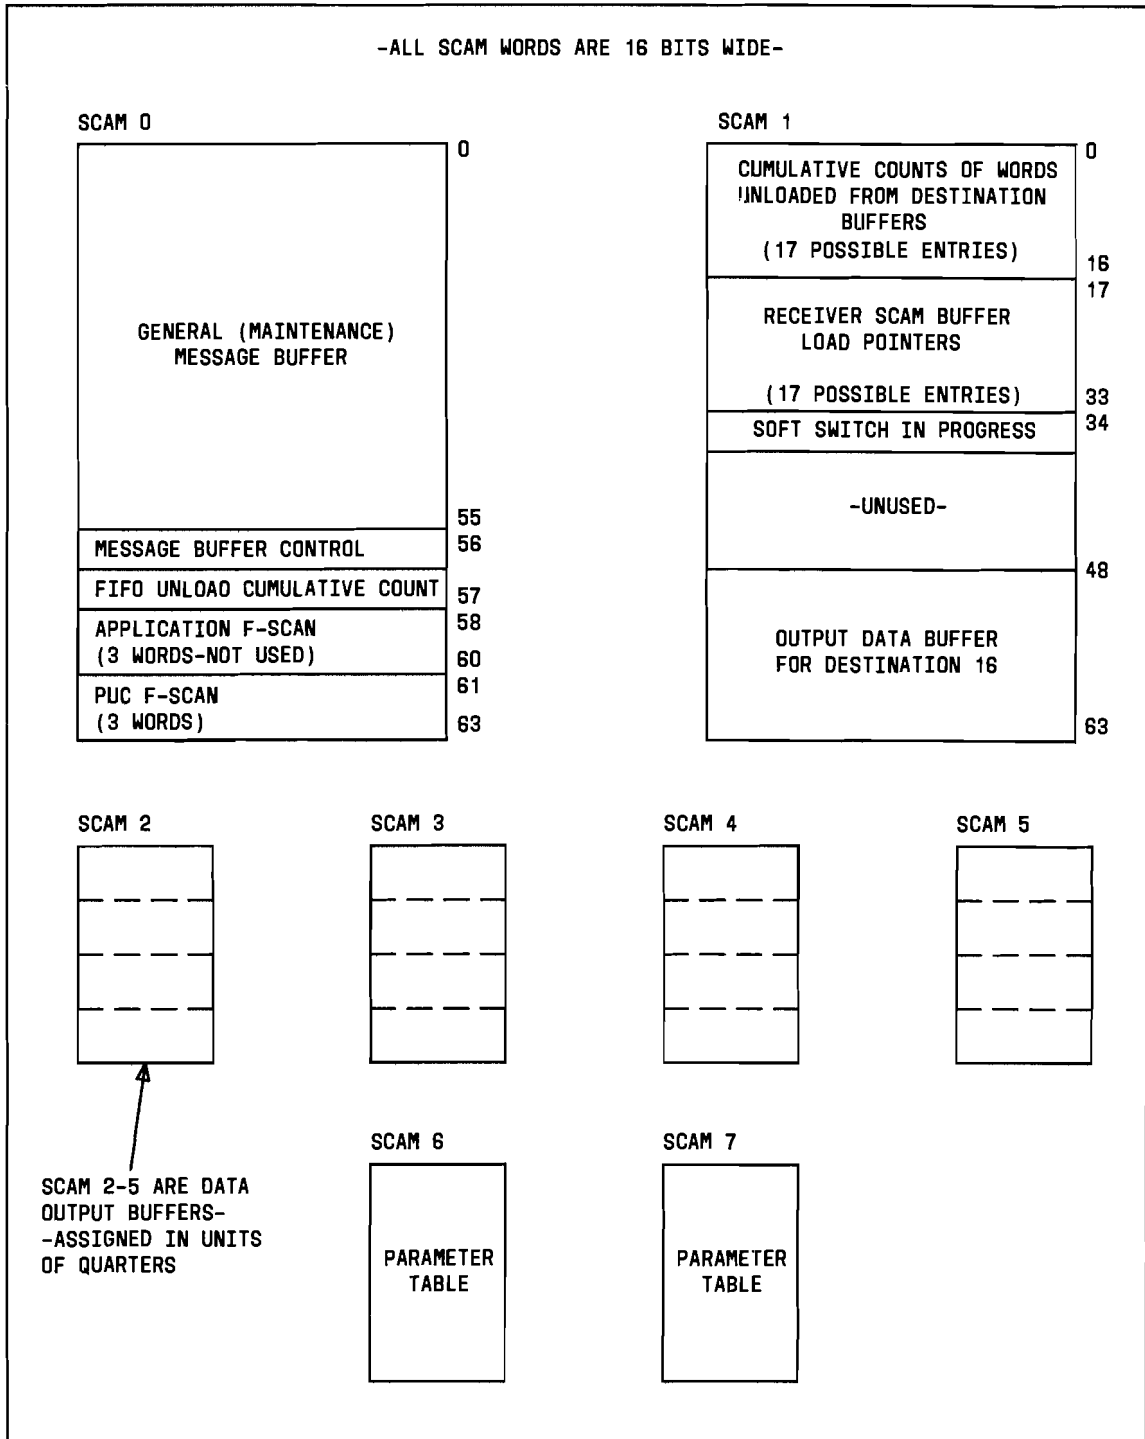 -ALL SCAM WORDS ARE 16 BITS WIDE-
SCAM 0
0
GENERAL (MAINTENANCE)
MESSAGE BUFFER
55
MESSAGE BUFFER CONTROL
56
FIFO UNLOAD CUMULATIVE COUNT
57
APPLICATION F-SCAN
58
(3 WORDS-NOT USED)
60
PUC F-SCAN
61
(3 WORDS)
63
SCAM 1
0
CUMULATIVE COUNTS OF WORDS
UNLOADED FROM DESTINATION
BUFFERS
(17 POSSIBLE ENTRIES)
16
17
RECEIVER SCAM BUFFER
LOAD POINTERS
(17 POSSIBLE ENTRIES)
33
34
SOFT SWITCH IN PROGRESS
-UNUSED-
48
OUTPUT DATA BUFFER
FOR DESTINATION 16
63
SCAM 2
SCAM 3
SCAM 4
SCAM 5
SCAM 2-5 ARE DATA
OUTPUT BUFFERS-
-ASSIGNED IN UNITS
OF QUARTERS
SCAM 6
PARAMETER
TABLE
SCAM 7
PARAMETER
TABLE